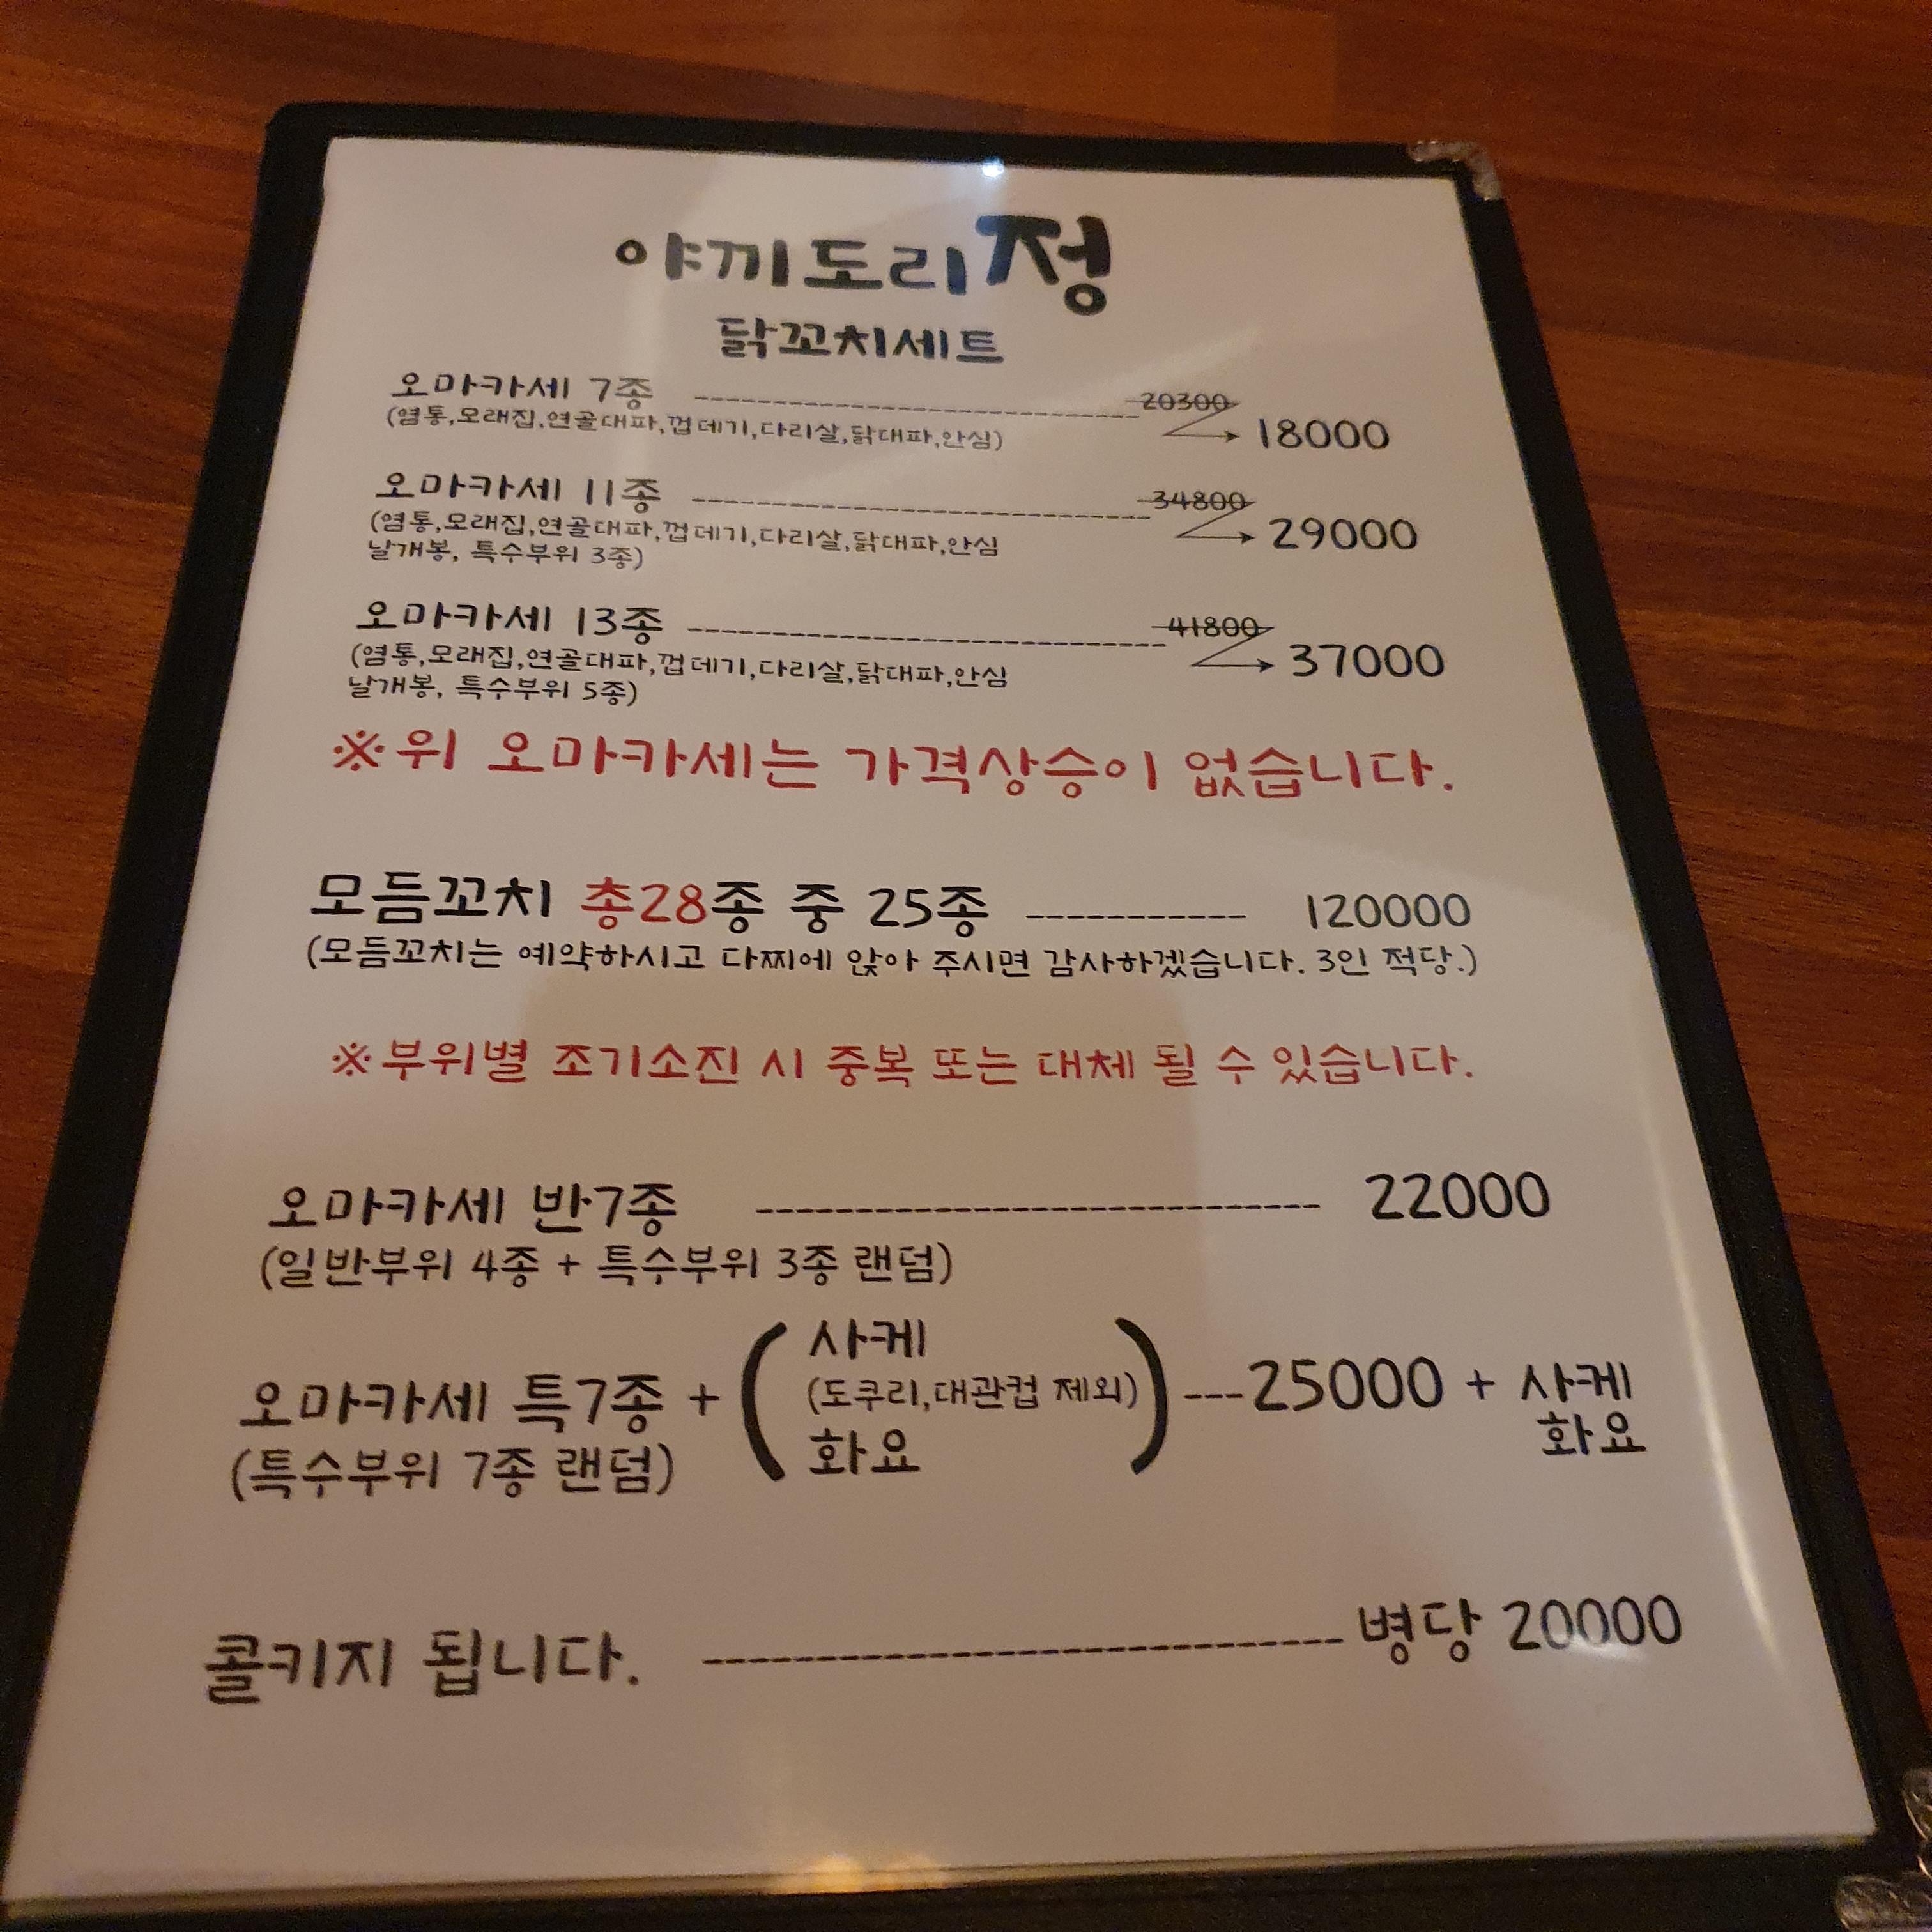 야끼도리정
닭꼬치세트
오마카세 7종 20300 → 18000
(염통,모래집,연골대파,껍데기,다리살,닭대파,안심)
오마카세 11종 34800 → 29000
(염통,모래집,연골대파,껍데기,다리살,닭대파,안심
날개봉, 특수부위 3종)
오마카세 13종 41800 → 37000
(염통,모래집,연골대파,껍데기,다리살,닭대파,안심
날개봉, 특수부위 5종)
※위 오마카세는 가격상승이 없습니다.
모듬꼬치 총28종 중 25종 ----------- 120000
(모듬꼬치는 예약하시고 다찌에 앉아 주시면 감사하겠습니다. 3인 적당.)
※부위별 조기소진 시 중복 또는 대체 될 수 있습니다.
오마카세 반7종 ---------------------------- 22000
(일반부위 4종 + 특수부위 3종 랜덤)
사케
오마카세 특7종 + ( (도쿠리,대관컵 제외) ) ---25000 + 사케
화요 화요
(특수부위 7종 랜덤)
콜키지 됩니다. -------------------------------- 병당 20000